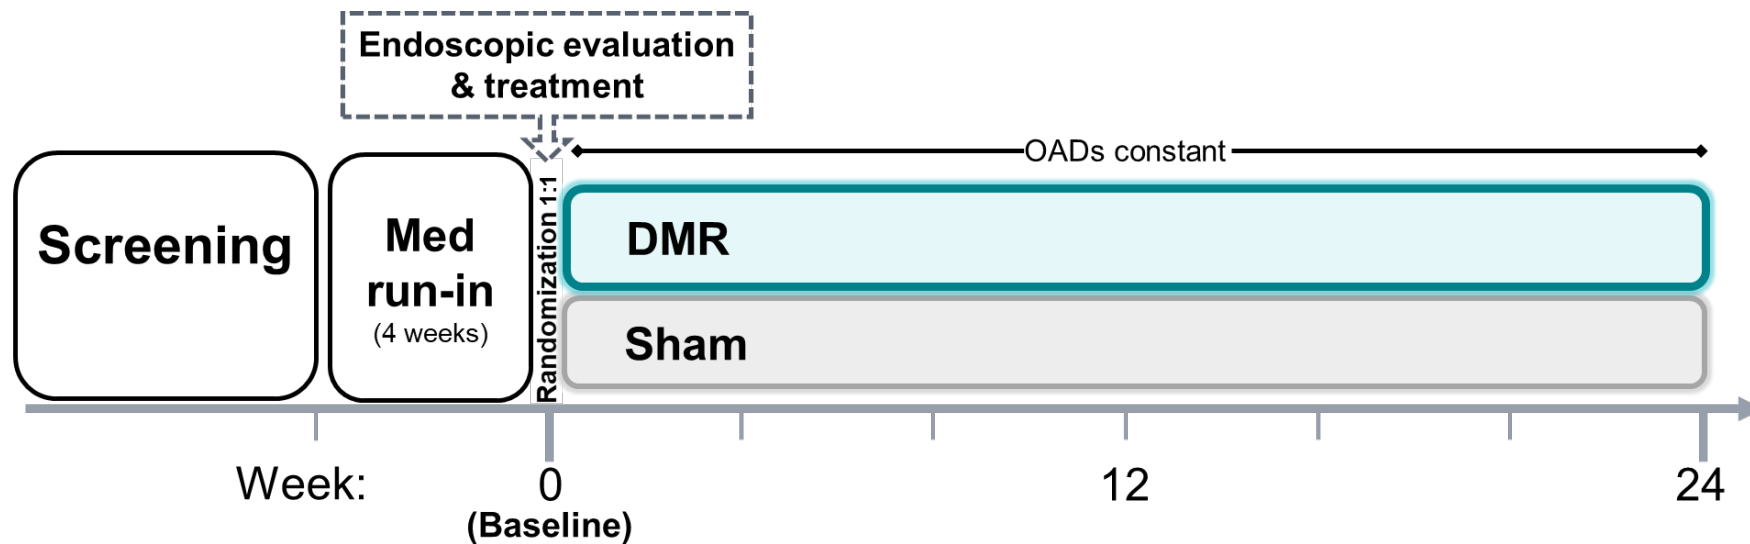 Endoscopic evaluation
& treatment
OADs constant
Screening
Med
run-in
(4 weeks)
Randomization 1:1
DMR
Sham
Week:
0
12
24
(Baseline)